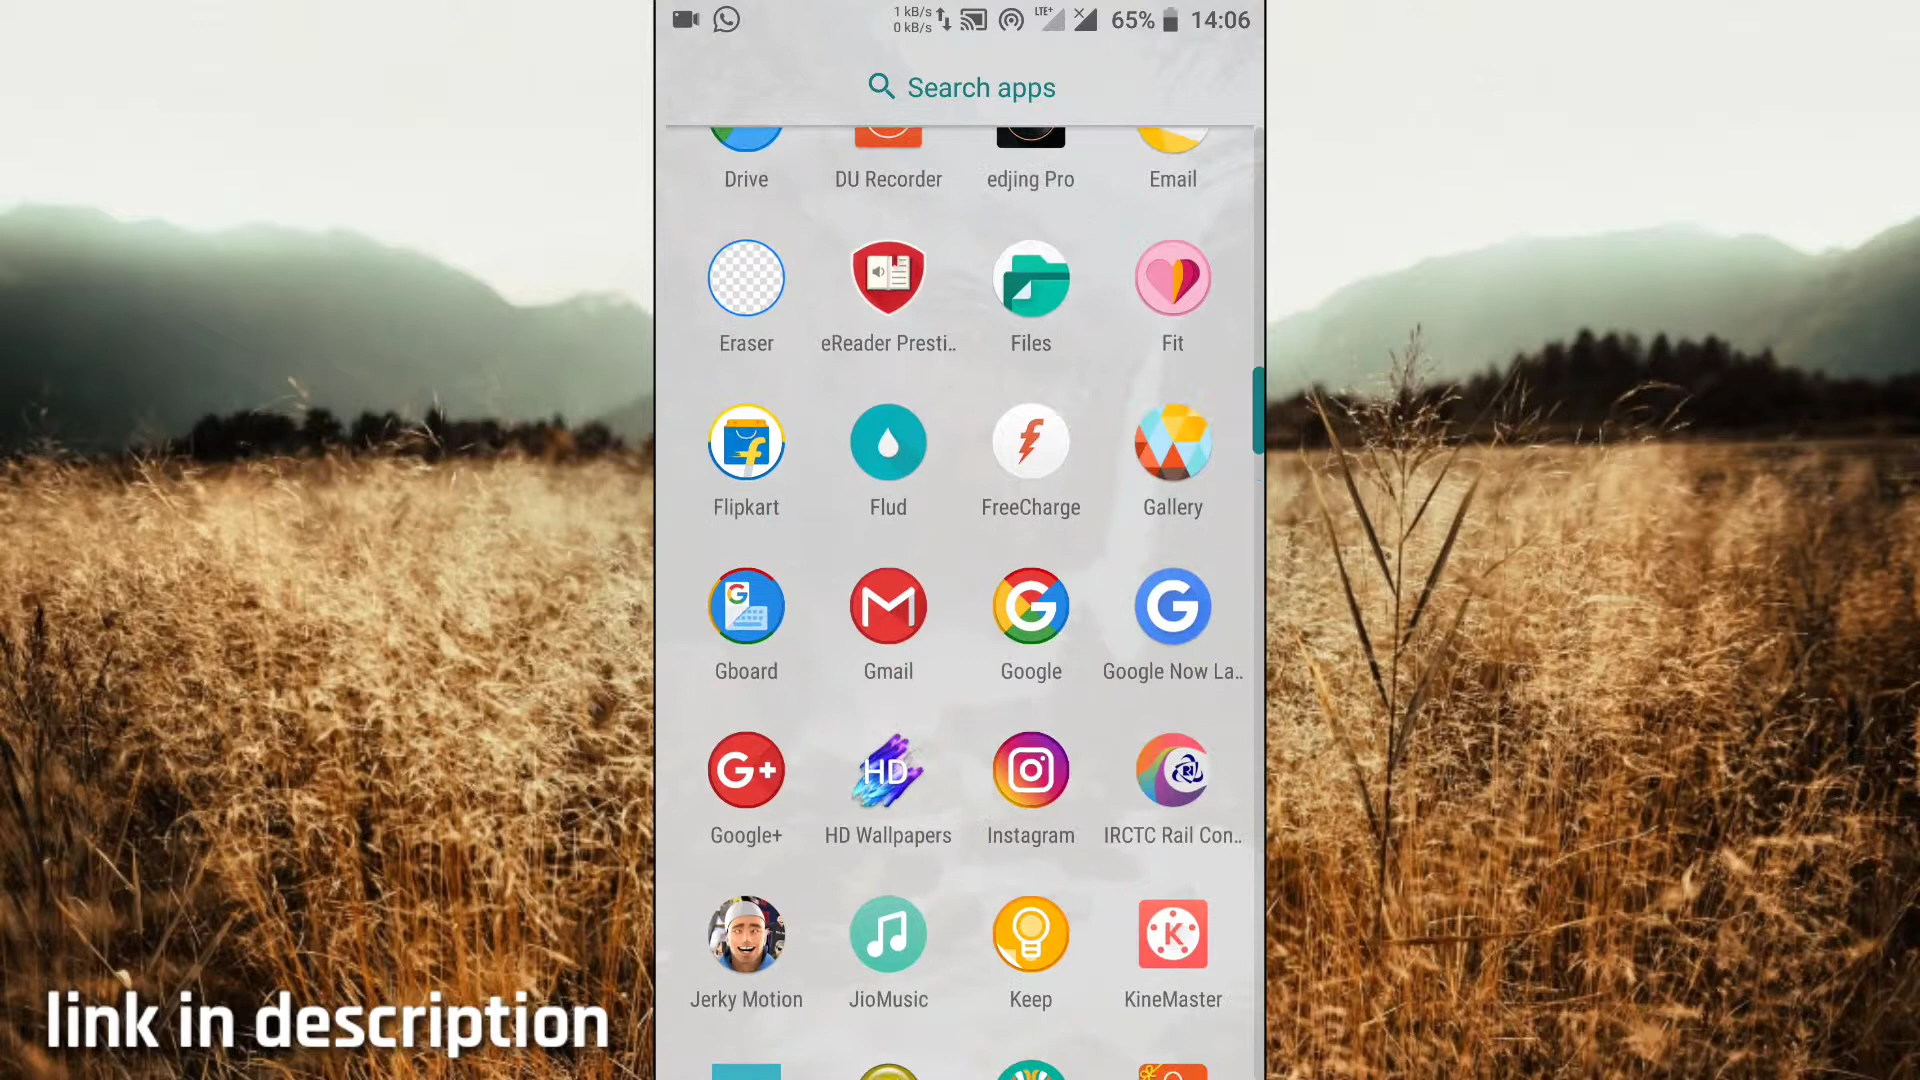 1 kB/s
0 kB/s
LTE+
65%
14:06
Search apps
Drive
DU Recorder
edjing Pro
Email
Eraser
eReader Presti..
Files
Fit
Flipkart
Flud
FreeCharge
Gallery
Gboard
Gmail
Google
Google Now La..
Google+
HD
HD Wallpapers
Instagram
IRCTC Rail Con..
Jerky Motion
JioMusic
Keep
K
KineMaster
link in description